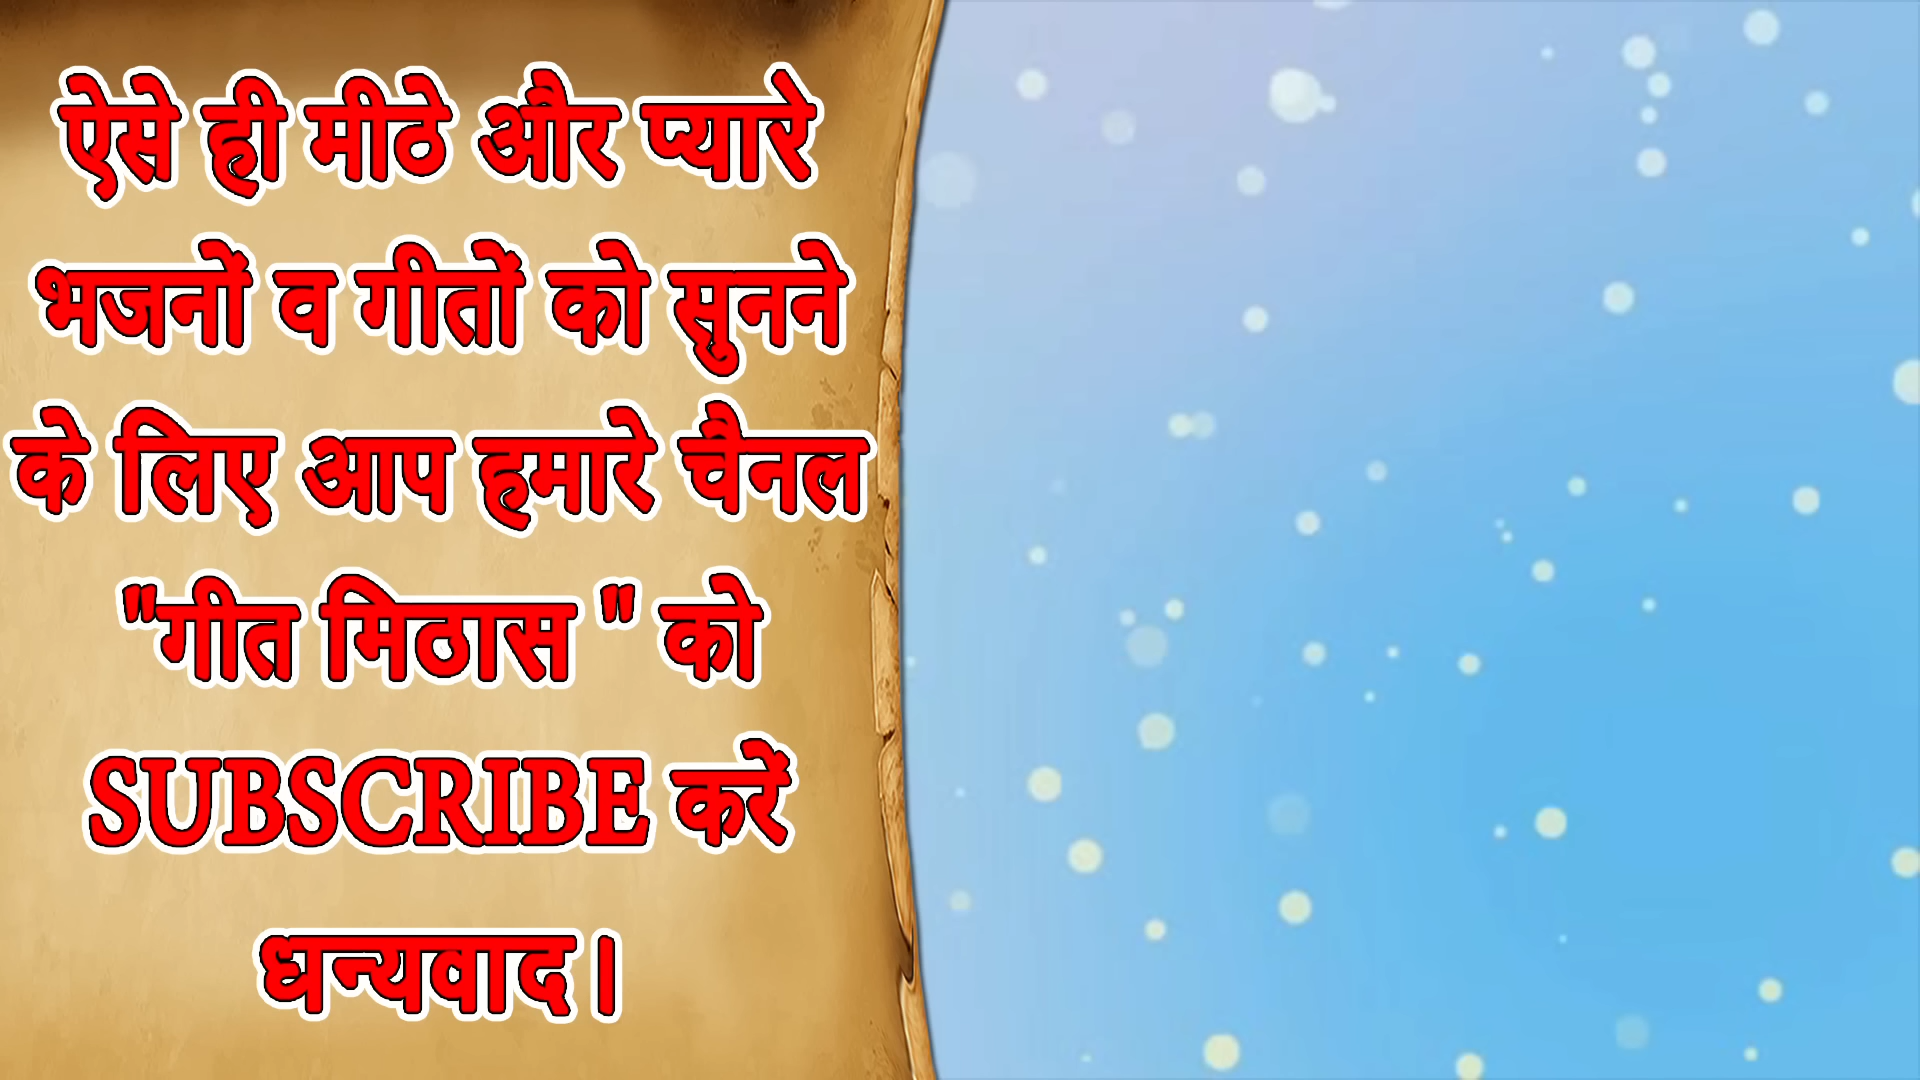 ऐसे ही मीठे और प्यारे
भजनों व गीतों को सुनने
के लिए आप हमारे चैनल
"गीत मिठास " को
SUBSCRIBE करें
धन्यवाद।